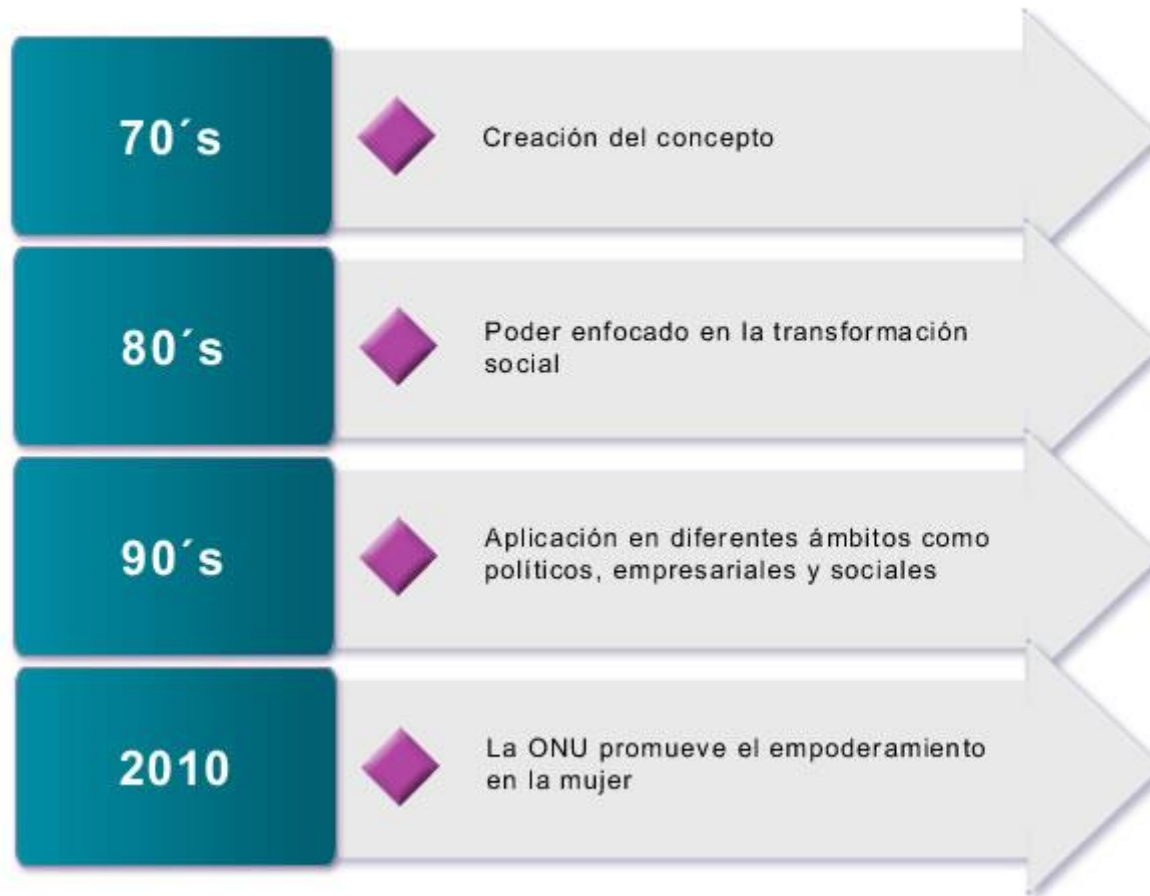 70´s
Creación del concepto
80´s
Poder enfocado en la transformación
social
90´s
Aplicación en diferentes ámbitos como
políticos, empresariales y sociales
2010
La ONU promueve el empoderamiento
en la mujer